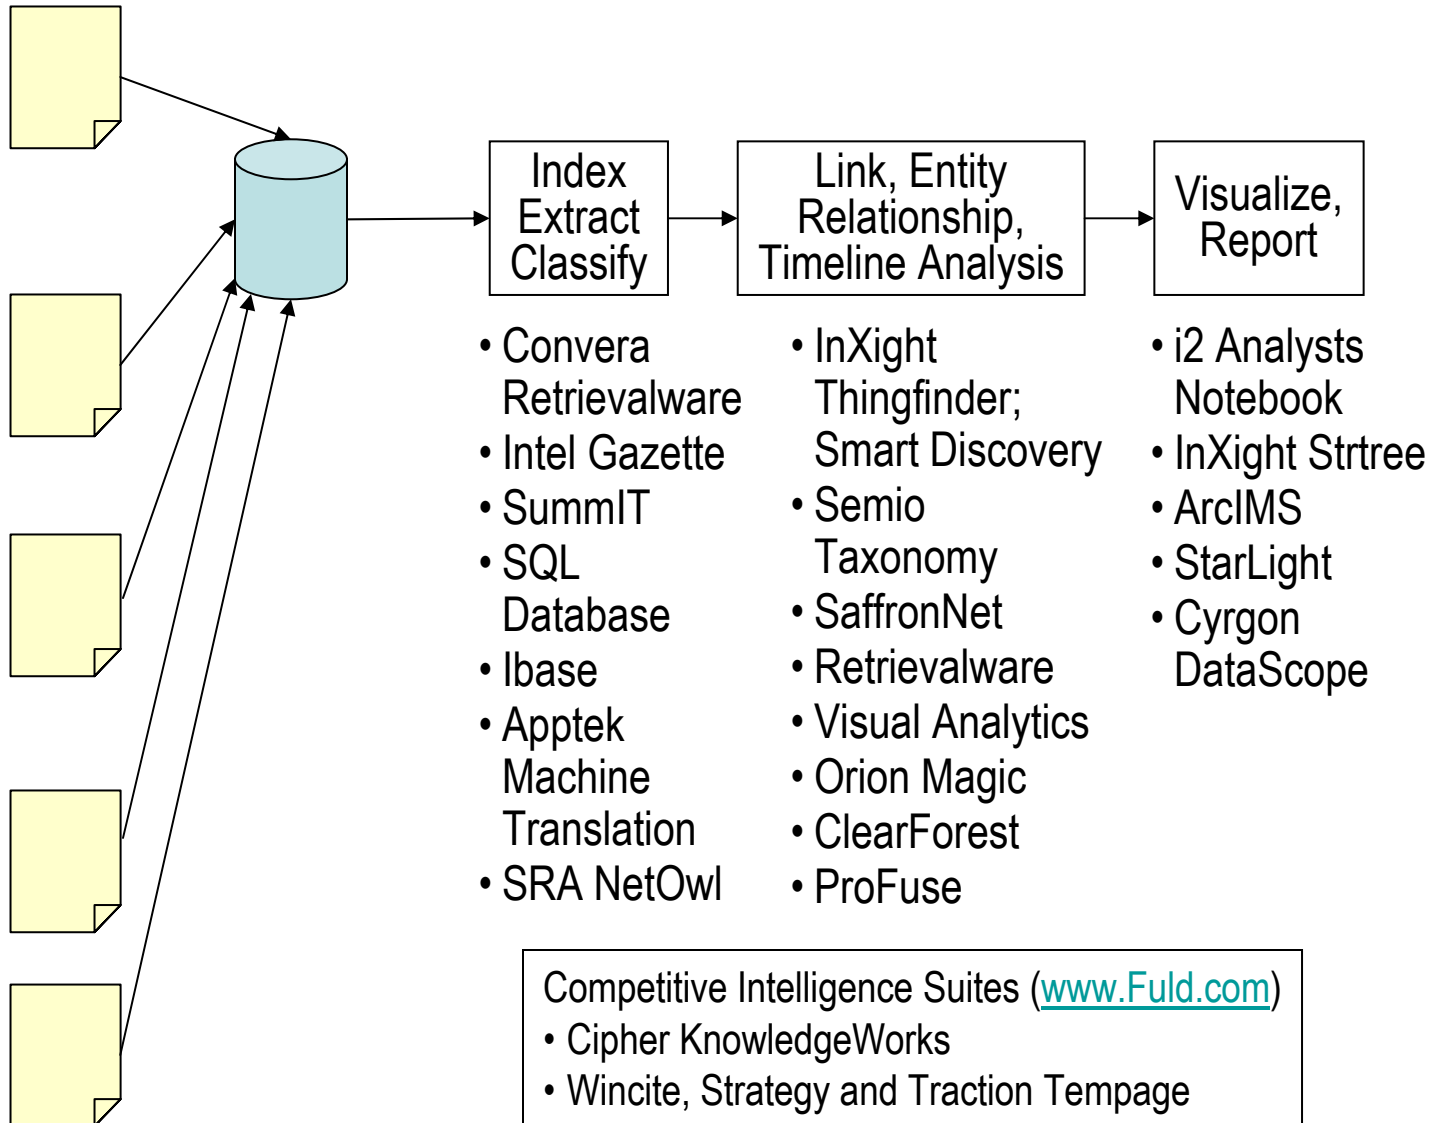 Index
Extract
Classify
Link, Entity
Relationship,
Timeline Analysis
Visualize,
Report
• Convera
Retrievalware
• Intel Gazette
• SummIT
• SQL
Database
• Ibase
• Apptek
Machine
Translation
• SRA NetOwl
• InXight
Thingfinder;
Smart Discovery
• Semio
Taxonomy
• SaffronNet
• Retrievalware
• Visual Analytics
• Orion Magic
• ClearForest
• ProFuse
• i2 Analysts
Notebook
• InXight Strtree
• ArcIMS
• StarLight
• Cyrgon
DataScope
Competitive Intelligence Suites (www.Fuld.com)
• Cipher KnowledgeWorks
• Wincite, Strategy and Traction Tempage